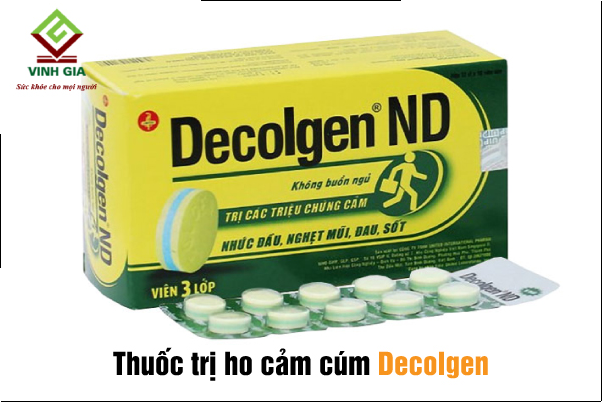 VINH GIA
Sức khỏe cho mọi người
Decolgen® ND
Không buồn ngủ
TRỊ CÁC TRIỆU CHỨNG CẢM
NHỨC ĐẦU, NGHẸT MŨI, ĐAU, SỐT
Decolgen ND
VIÊN 3 LỚP
Decolgen ND
Thuốc trị ho cảm cúm Decolgen